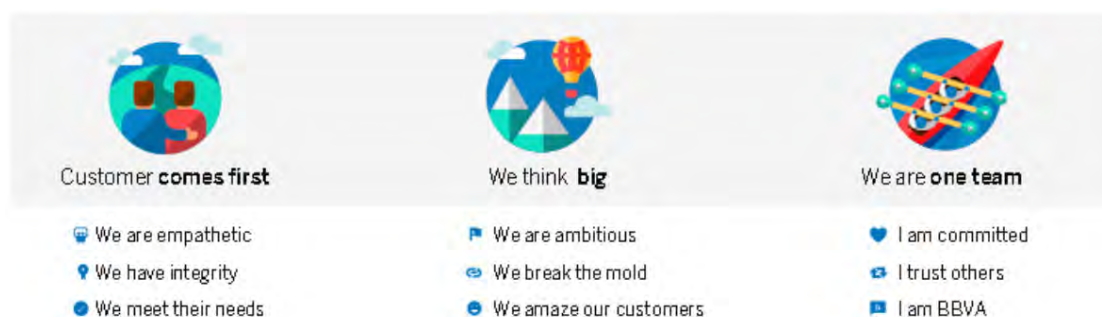 Customer comes first
We are empathetic
We have integrity
We meet their needs
We think big
We are ambitious
We break the mold
We amaze our customers
We are one team
I am committed
I trust others
I am BBVA